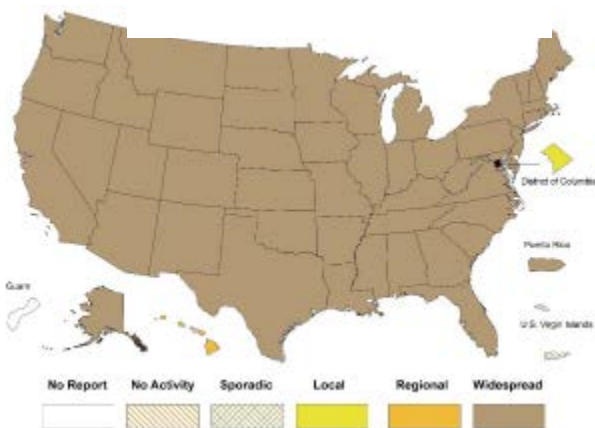 District of Columbia
Puerto Rico
Guam
U.S. Virgin Islands
No Report No Activity Sporadic Local Regional Widespread